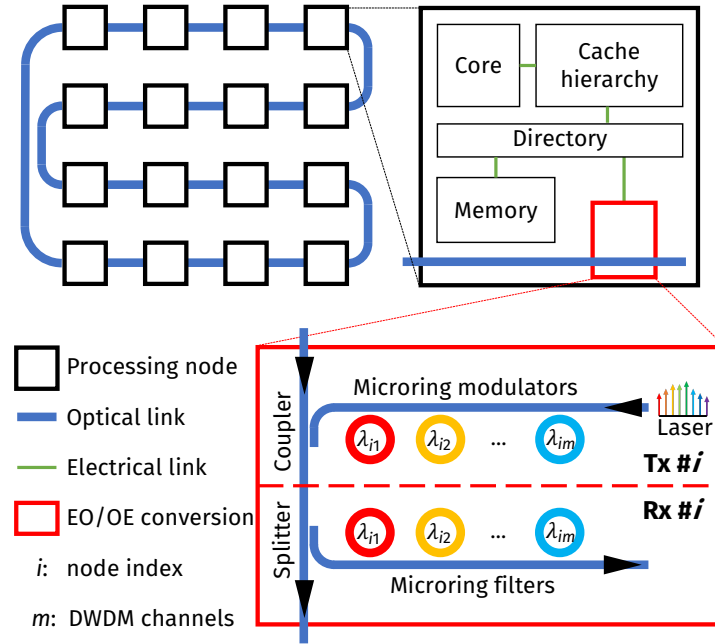 Core
Cache
hierarchy
Directory
Memory
Processing node
Optical link
Electrical link
EO/OE conversion
i: node index
m: DWDM channels
Coupler
Microring modulators
Laser
λi1 λi2 ... λim
Tx #i
Rx #i
Splitter
λi1 λi2 ... λim
Microring filters